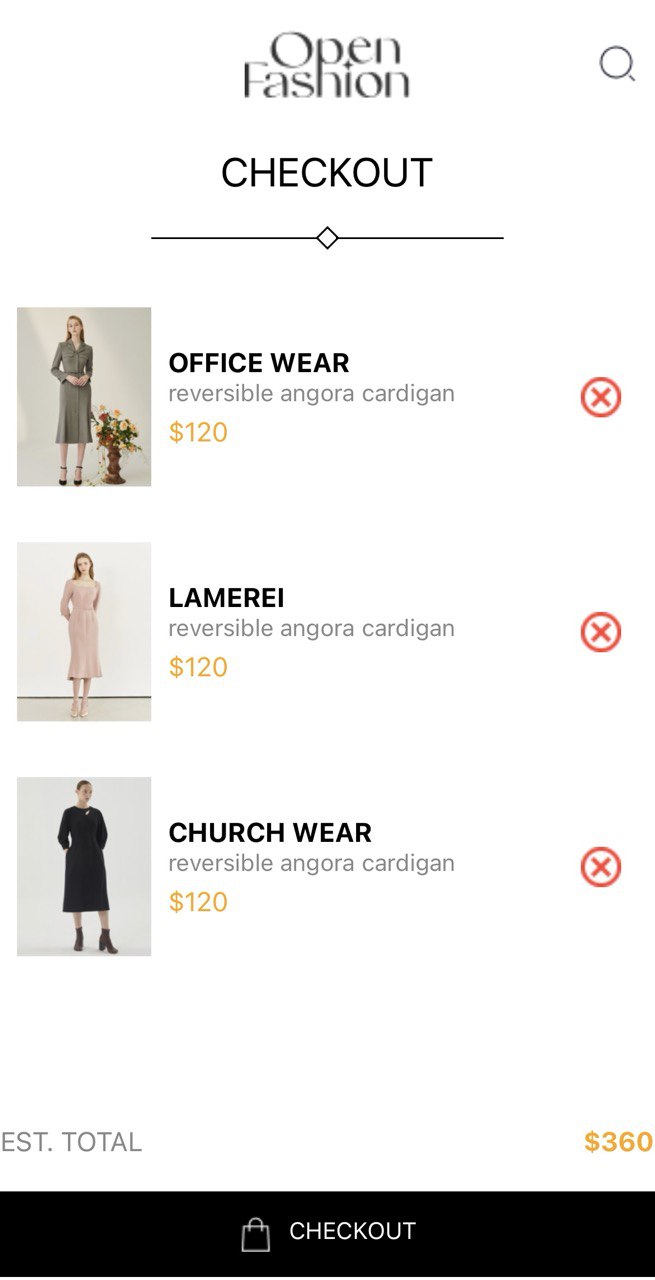 Open
Fashion
CHECKOUT
OFFICE WEAR
reversible angora cardigan
$120
LAMEREI
reversible angora cardigan
$120
CHURCH WEAR
reversible angora cardigan
$120
EST. TOTAL $360
CHECKOUT